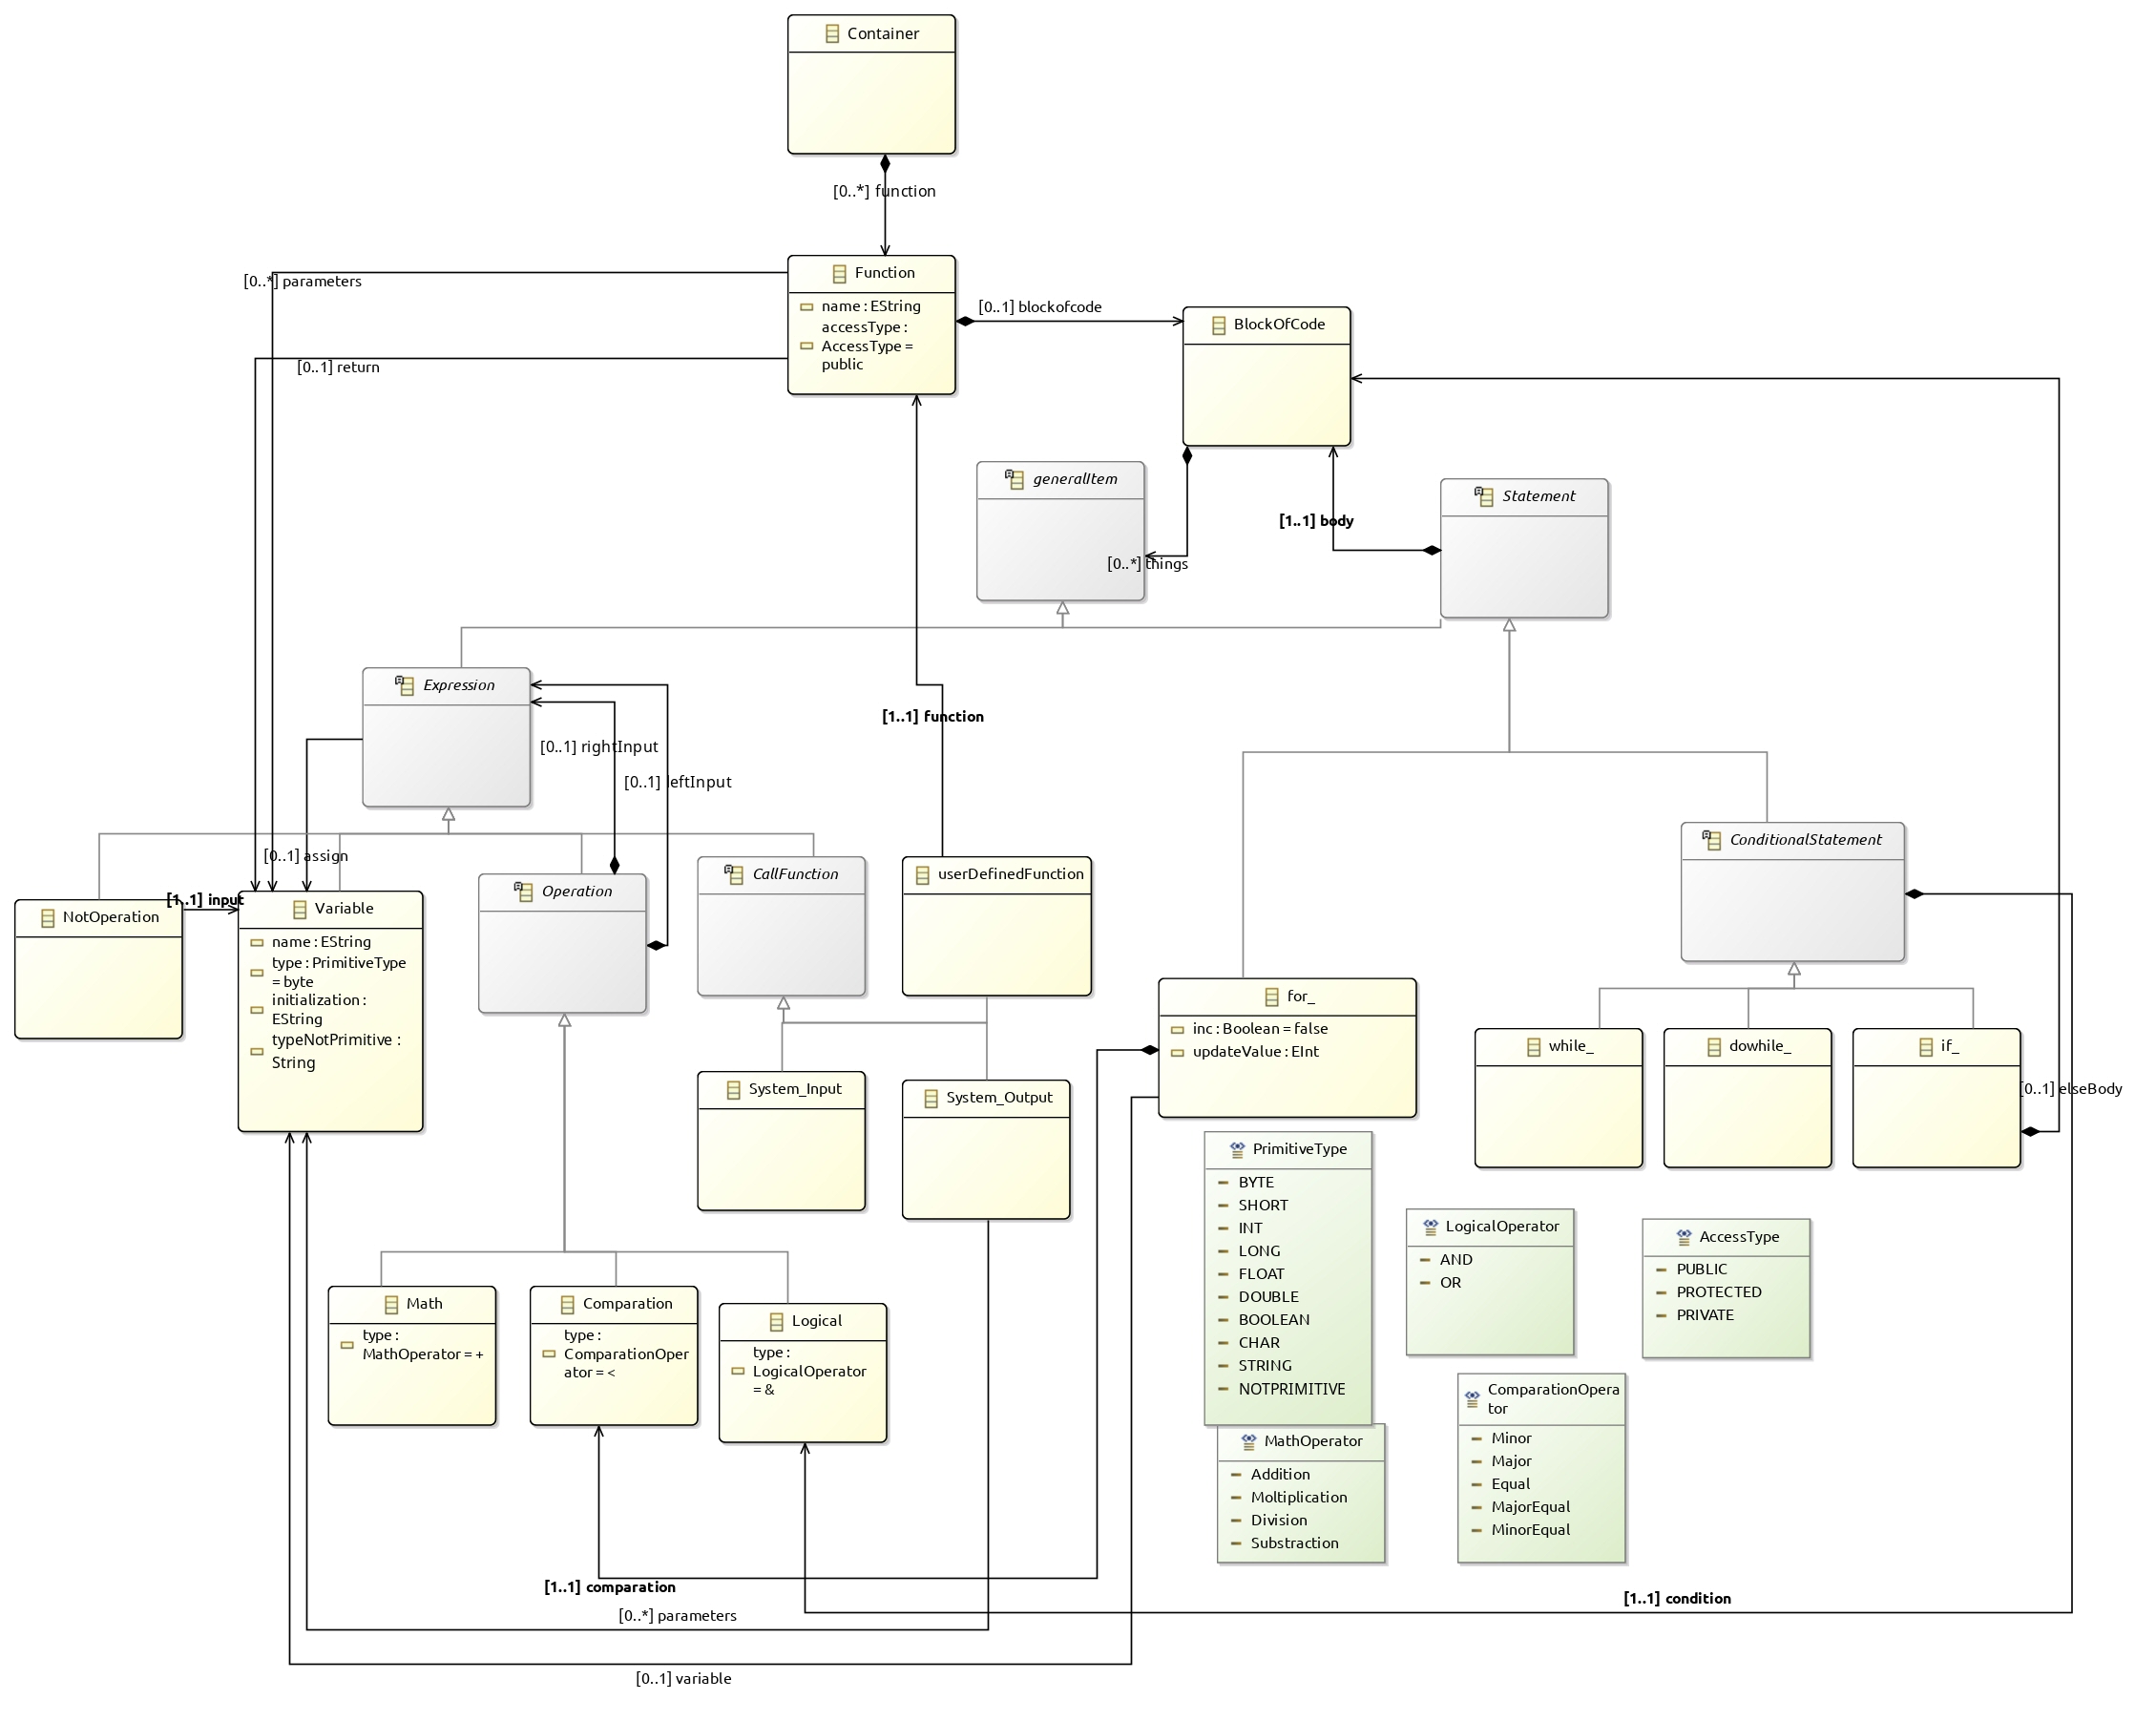 Container
[0..*] function
Function
name : EString
accessType :
AccessType =
public
[0..*] parameters
[0..1] return
[0..1] blockofcode
BlockOfCode
generalItem
[0..*] things
Statement
[1..1] body
Expression
[0..1] rightInput
[0..1] leftInput
[1..1] function
[0..1] assign
[1..1] input
NotOperation
Variable
name : EString
type : PrimitiveType
= byte
initialization :
EString
typeNotPrimitive :
String
Operation
CallFunction
userDefinedFunction
ConditionalStatement
for_
inc : Boolean = false
updateValue : EInt
while_
dowhile_
if_
[0..1] elseBody
System_Input
System_Output
PrimitiveType
BYTE
SHORT
INT
LONG
FLOAT
DOUBLE
BOOLEAN
CHAR
STRING
NOTPRIMITIVE
LogicalOperator
AND
OR
AccessType
PUBLIC
PROTECTED
PRIVATE
Math
type :
MathOperator = +
Comparation
type :
ComparationOper
ator = <
Logical
type :
LogicalOperator
= &
ComparationOpera
tor
Minor
Major
Equal
MajorEqual
MinorEqual
MathOperator
Addition
Moltiplication
Division
Substraction
[1..1] comparation
[1..1] condition
[0..*] parameters
[0..1] variable